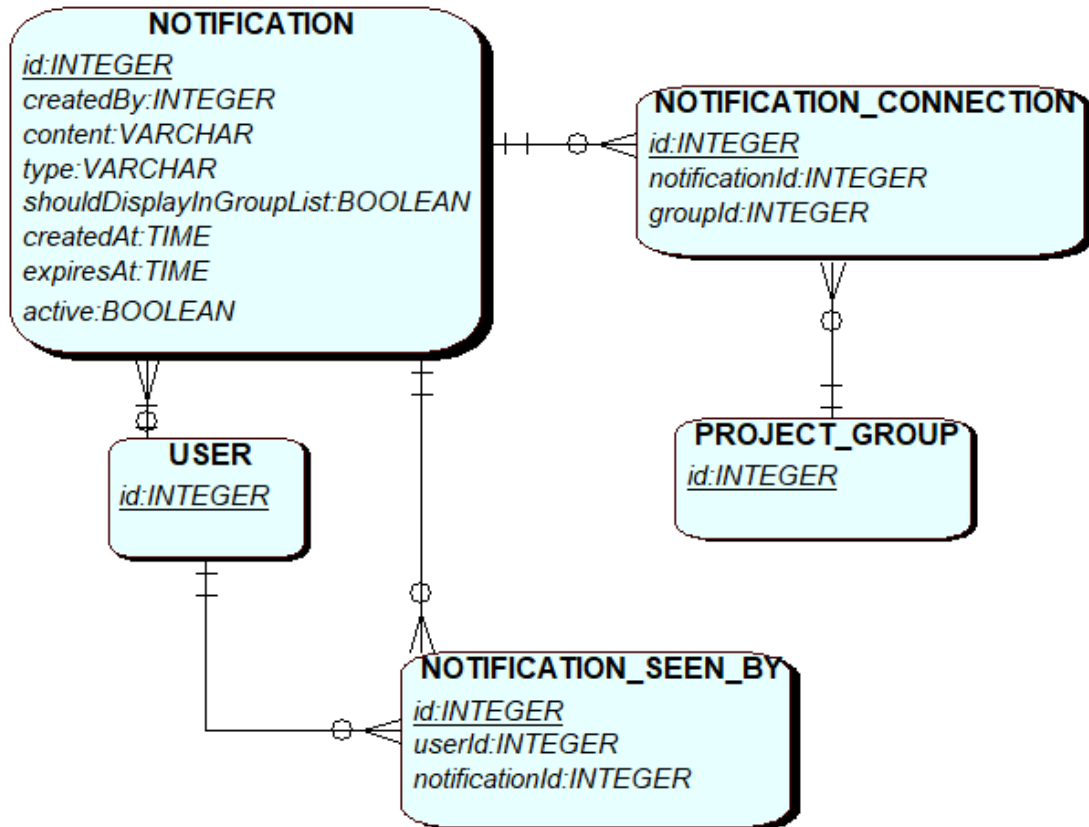 NOTIFICATION
id:INTEGER
createdBy:INTEGER
content:VARCHAR
type:VARCHAR
shouldDisplayInGroupList:BOOLEAN
createdAt:TIME
expiresAt:TIME
active:BOOLEAN
NOTIFICATION_CONNECTION
id:INTEGER
notificationId:INTEGER
groupId:INTEGER
USER
id:INTEGER
PROJECT_GROUP
id:INTEGER
NOTIFICATION_SEEN_BY
id:INTEGER
userId:INTEGER
notificationId:INTEGER